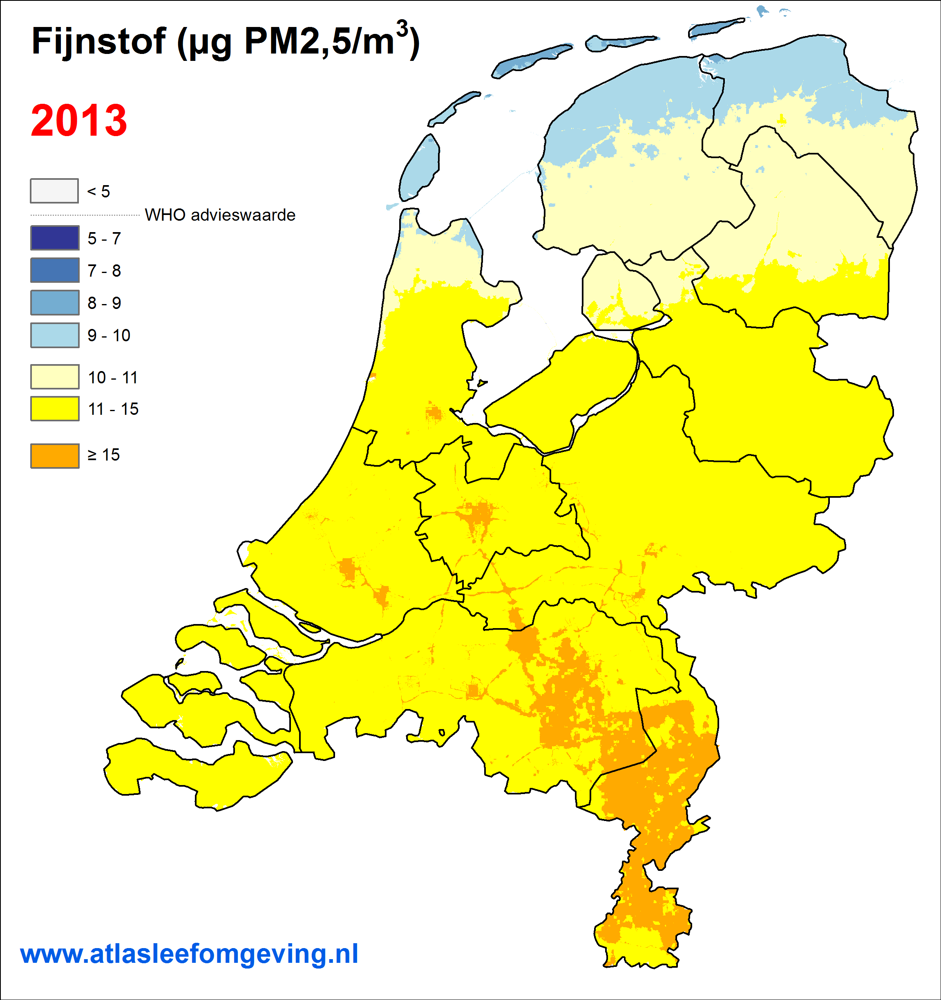 Fijnstof (µg PM2,5/m³)
2013
< 5
WHO advieswaarde
5 - 7
7 - 8
8 - 9
9 - 10
10 - 11
11 - 15
≥ 15
www.atlasleefomgeving.nl